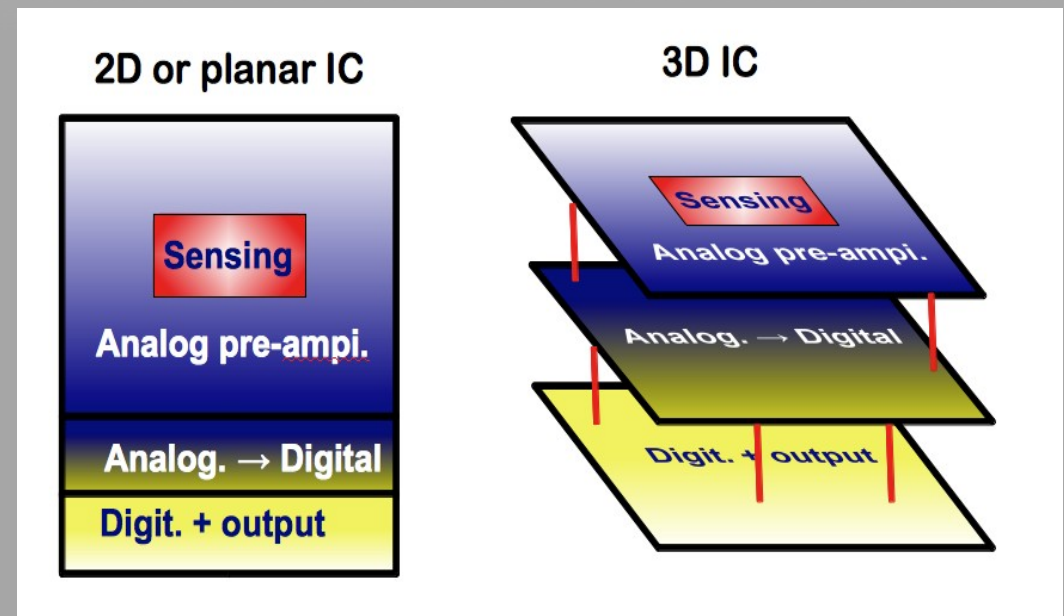 2D or planar IC
Sensing
Analog pre-ampi.
Analog. → Digital
Digit. + output
3D IC
Sensing
Analog pre-ampi.
Analog. → Digital
Digit. + output